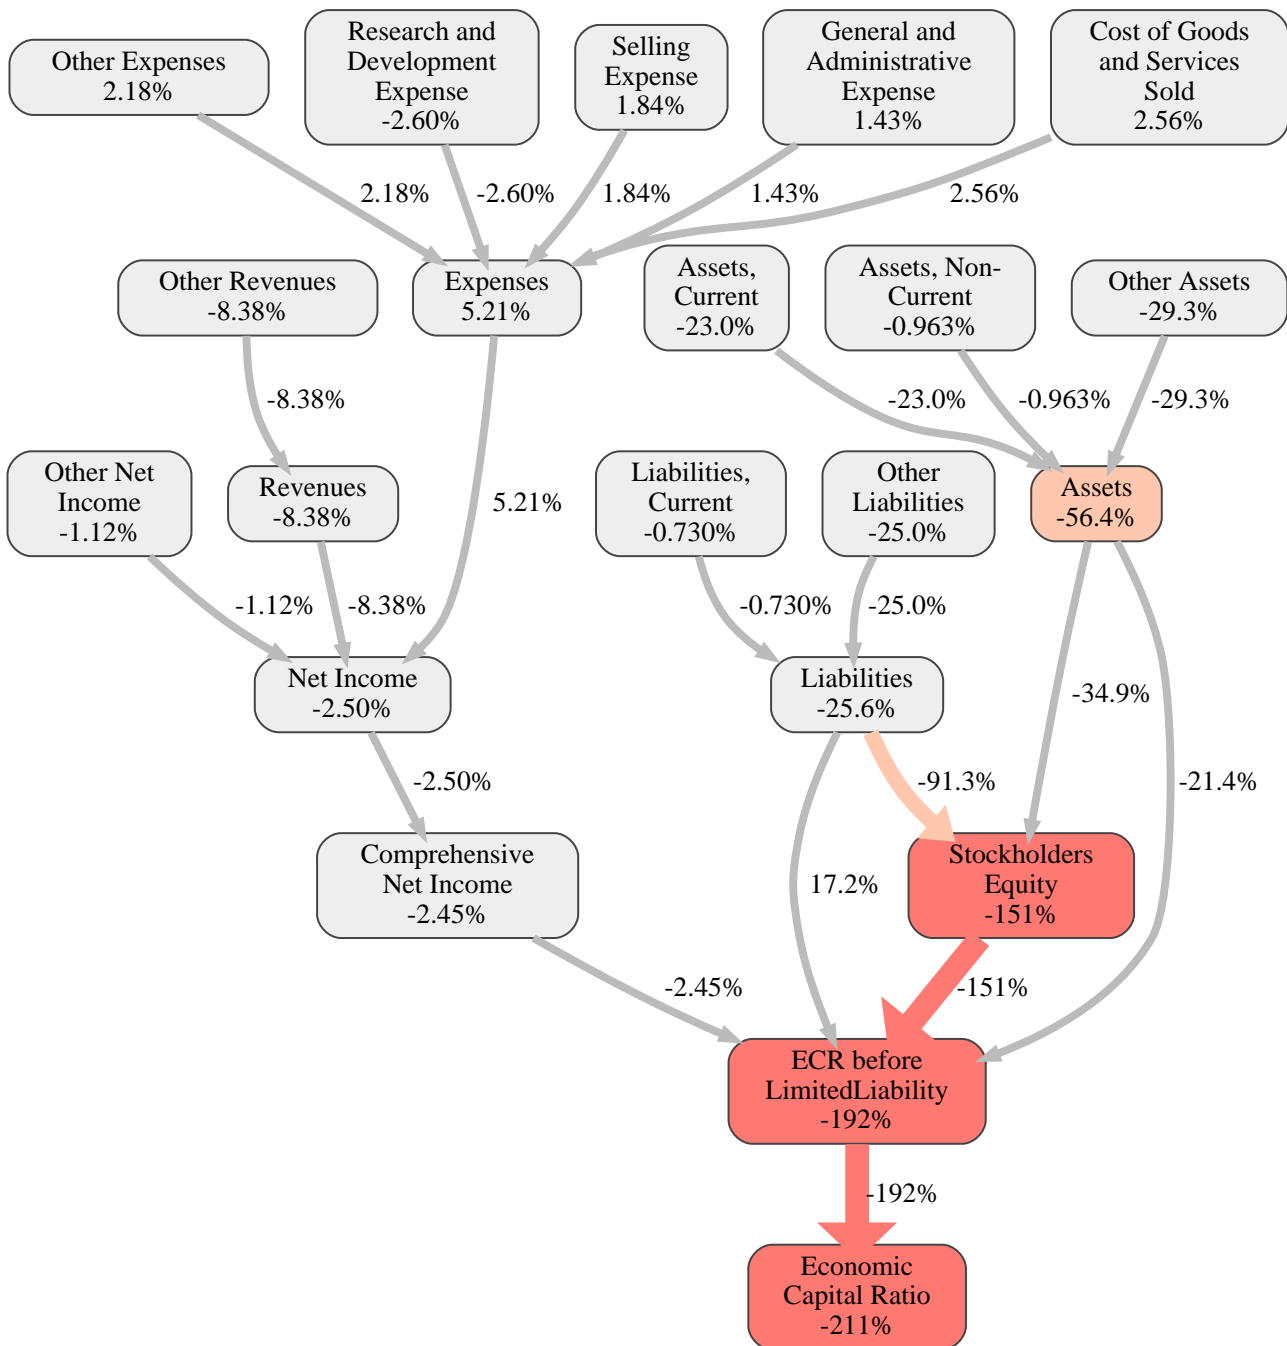 Other Expenses
2.18%
Research and
Development
Expense
-2.60%
Selling
Expense
1.84%
General and
Administrative
Expense
1.43%
Cost of Goods
and Services
Sold
2.56%
2.18%
-2.60%
1.84%
1.43%
2.56%
Other Revenues
-8.38%
Expenses
5.21%
Assets,
Current
-23.0%
Assets, Non-
Current
-0.963%
Other Assets
-29.3%
-8.38%
-23.0%
-0.963%
-29.3%
Other Net
Income
-1.12%
Revenues
-8.38%
5.21%
Liabilities,
Current
-0.730%
Other
Liabilities
-25.0%
Assets
-56.4%
-1.12%
-8.38%
-0.730%
-25.0%
Net Income
-2.50%
Liabilities
-25.6%
-34.9%
-2.50%
-91.3%
-21.4%
Comprehensive
Net Income
-2.45%
17.2%
Stockholders
Equity
-151%
-2.45%
-151%
ECR before
LimitedLiability
-192%
-192%
Economic
Capital Ratio
-211%